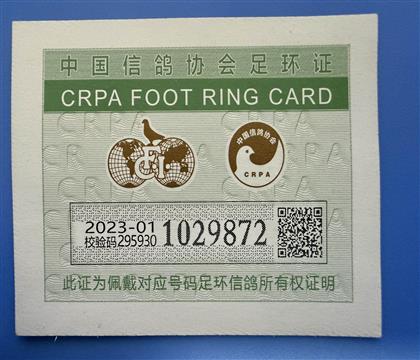 中国信鸽协会足环证
CRPA FOOT RING CARD
FCI
中国信鸽协会
CRPA
2023-01
校验码295930
1029872
此证为佩戴对应号码足环信鸽所有权证明